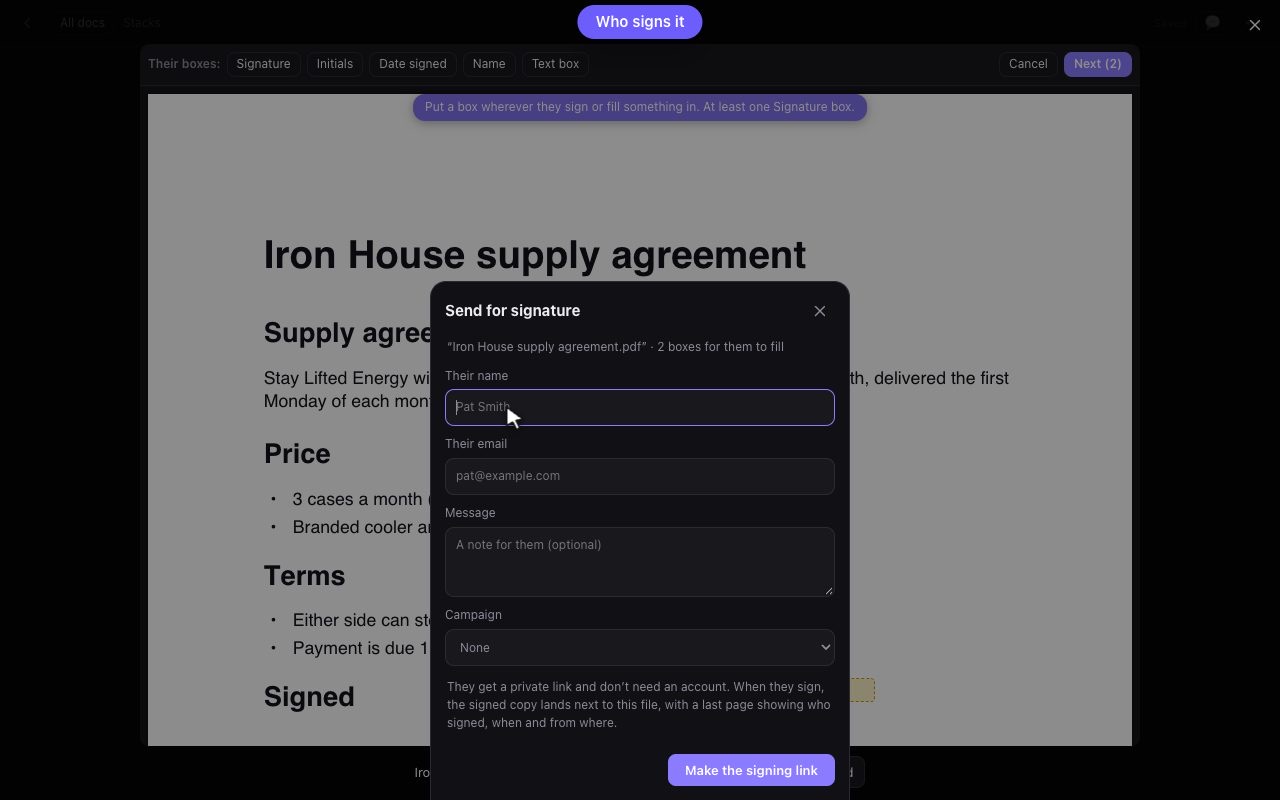 Who signs it
All docs
Stacks
Saved
Their boxes:
Signature
Initials
Date signed
Name
Text box
Cancel
Next (2)
Put a box wherever they sign or fill something in. At least one Signature box.
Iron House supply agreement
Send for signature
Supply agree
“Iron House supply agreement.pdf” · 2 boxes for them to fill
Stay Lifted Energy wi
th, delivered the first
Monday of each mon
Their name
Pat Smith
Price
Their email
pat@example.com
3 cases a month (
Branded cooler a
Message
A note for them (optional)
Terms
Either side can st
Payment is due 1
Campaign
None
Signed
They get a private link and don’t need an account. When they sign,
the signed copy lands next to this file, with a last page showing who
signed, when and from where.
Iro
Make the signing link
d